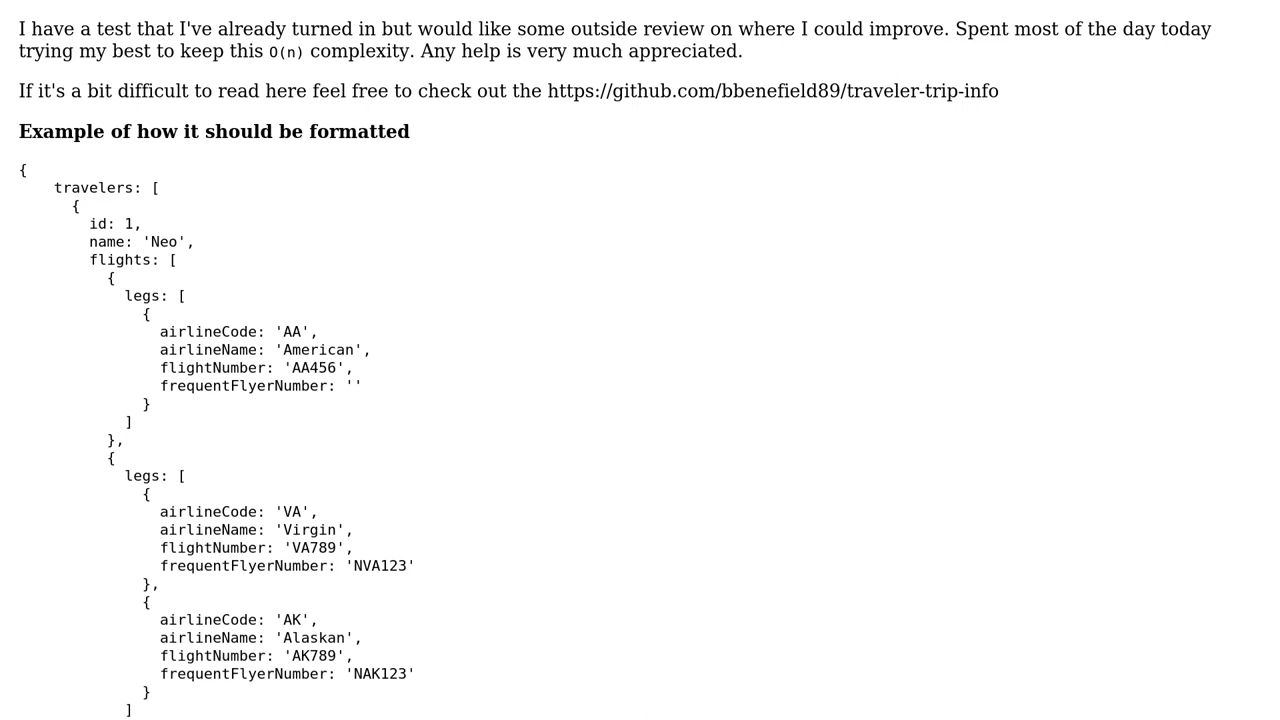 I have a test that I've already turned in but would like some outside review on where I could improve. Spent most of the day today
trying my best to keep this O(n) complexity. Any help is very much appreciated.
If it's a bit difficult to read here feel free to check out the https://github.com/bbenefield89/traveler-trip-info
Example of how it should be formatted
{
    travelers: [
      {
        id: 1,
        name: 'Neo',
        flights: [
          {
            legs: [
              {
                airlineCode: 'AA',
                airlineName: 'American',
                flightNumber: 'AA456',
                frequentFlyerNumber: ''
              }
            ]
          },
          {
            legs: [
              {
                airlineCode: 'VA',
                airlineName: 'Virgin',
                flightNumber: 'VA789',
                frequentFlyerNumber: 'NVA123'
              },
              {
                airlineCode: 'AK',
                airlineName: 'Alaskan',
                flightNumber: 'AK789',
                frequentFlyerNumber: 'NAK123'
              }
            ]